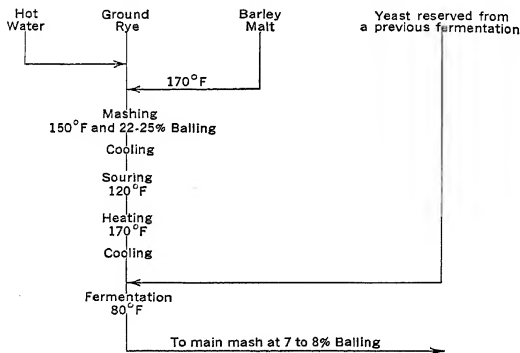 Hot Water
Ground Rye
Barley Malt
Yeast reserved from
a previous fermentation
170°F
Mashing
150°F and 22-25% Balling
Cooling
Souring
120°F
Heating
170°F
Cooling
Fermentation
80°F
To main mash at 7 to 8% Balling